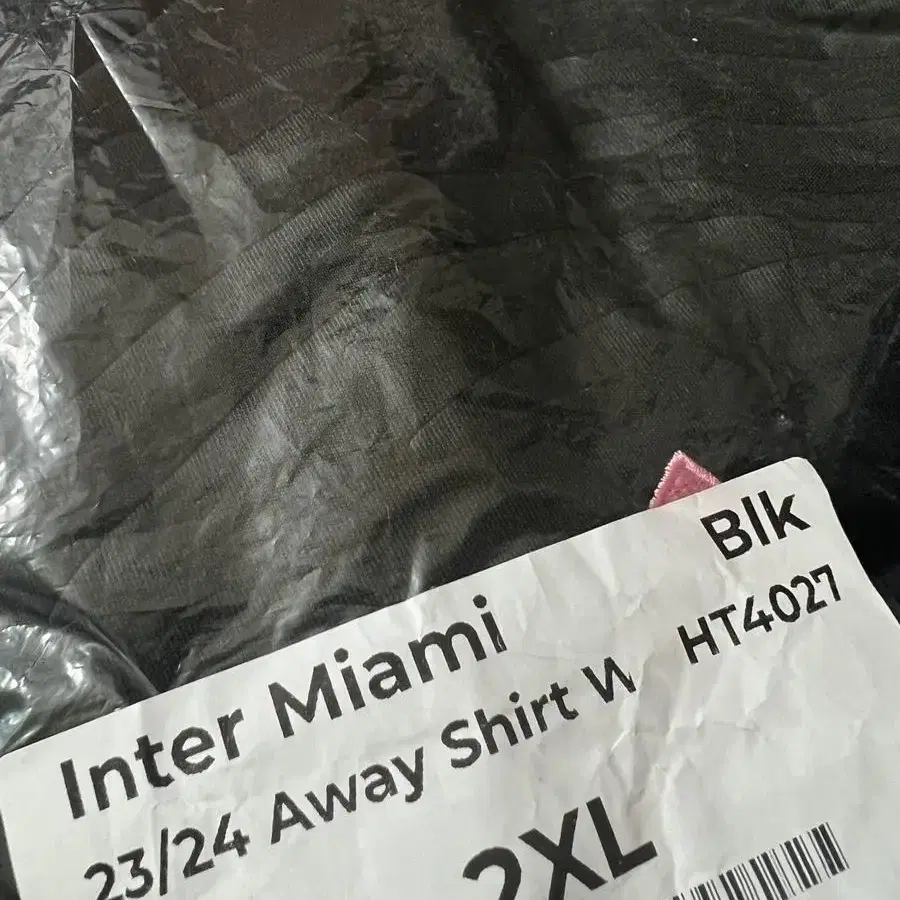 Blk
Inter Miami
HT4027
23/24 Away Shirt W
2XL